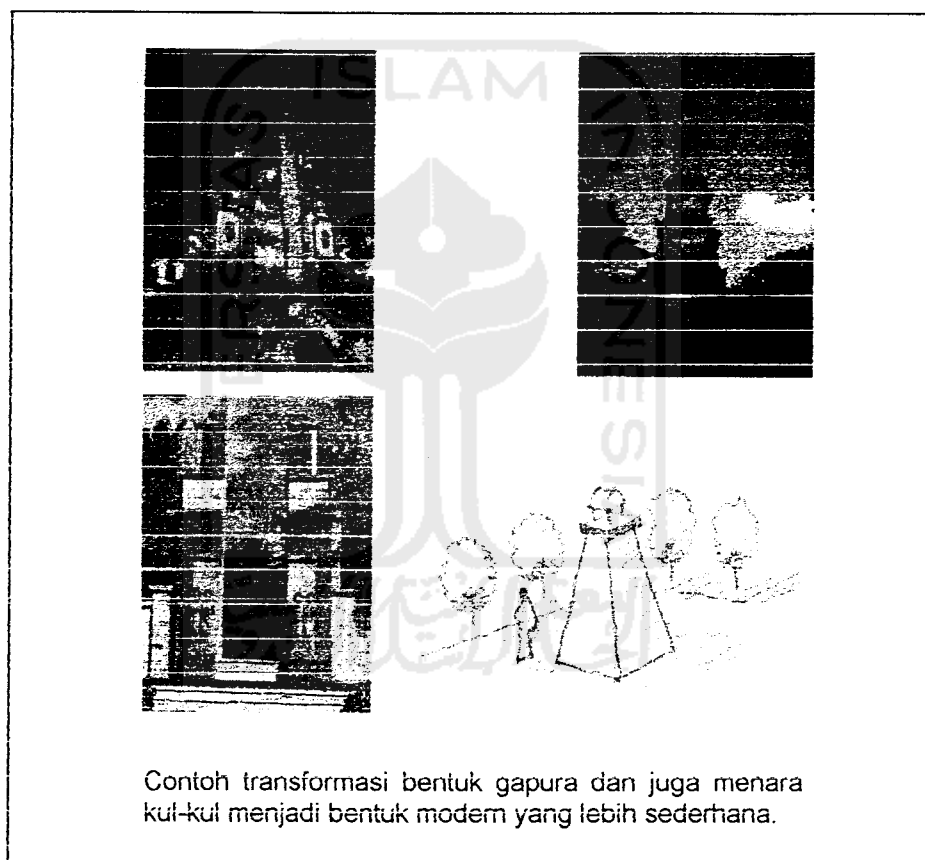 ISLAM
Contoh transformasi bentuk gapura dan juga menara
kul-kul menjadi bentuk modern yang lebih sederhana.